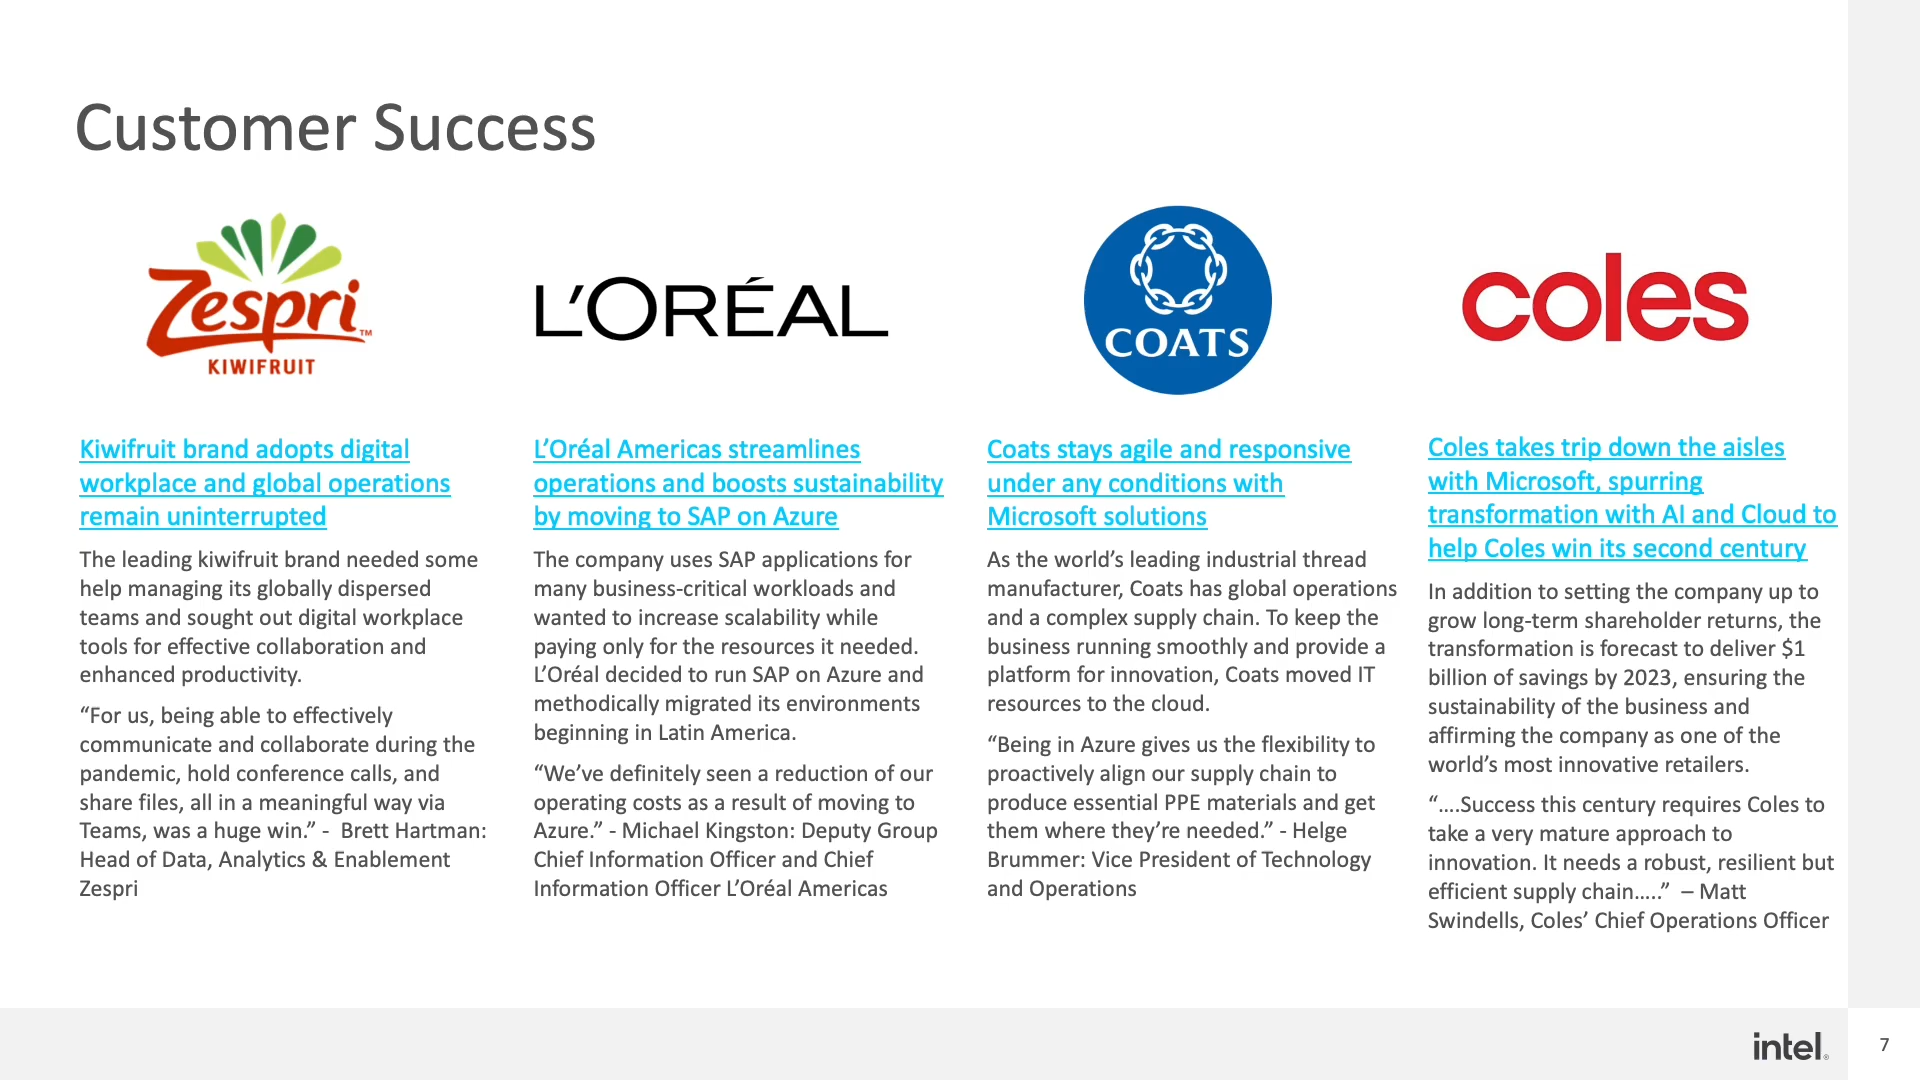 Customer Success
Zespri™
KIWIFRUIT
L’ORÉAL
COATS
coles
Kiwifruit brand adopts digital
workplace and global operations
remain uninterrupted
The leading kiwifruit brand needed some
help managing its globally dispersed
teams and sought out digital workplace
tools for effective collaboration and
enhanced productivity.
“For us, being able to effectively
communicate and collaborate during the
pandemic, hold conference calls, and
share files, all in a meaningful way via
Teams, was a huge win.” -  Brett Hartman:
Head of Data, Analytics & Enablement
Zespri
L’Oréal Americas streamlines
operations and boosts sustainability
by moving to SAP on Azure
The company uses SAP applications for
many business-critical workloads and
wanted to increase scalability while
paying only for the resources it needed.
L’Oréal decided to run SAP on Azure and
methodically migrated its environments
beginning in Latin America.
“We’ve definitely seen a reduction of our
operating costs as a result of moving to
Azure.” - Michael Kingston: Deputy Group
Chief Information Officer and Chief
Information Officer L’Oréal Americas
Coats stays agile and responsive
under any conditions with
Microsoft solutions
As the world’s leading industrial thread
manufacturer, Coats has global operations
and a complex supply chain. To keep the
business running smoothly and provide a
platform for innovation, Coats moved IT
resources to the cloud.
“Being in Azure gives us the flexibility to
proactively align our supply chain to
produce essential PPE materials and get
them where they’re needed.” - Helge
Brummer: Vice President of Technology
and Operations
Coles takes trip down the aisles
with Microsoft, spurring
transformation with AI and Cloud to
help Coles win its second century
In addition to setting the company up to
grow long-term shareholder returns, the
transformation is forecast to deliver $1
billion of savings by 2023, ensuring the
sustainability of the business and
affirming the company as one of the
world’s most innovative retailers.
“….Success this century requires Coles to
take a very mature approach to
innovation. It needs a robust, resilient but
efficient supply chain…..”  – Matt
Swindells, Coles’ Chief Operations Officer
intel®
7